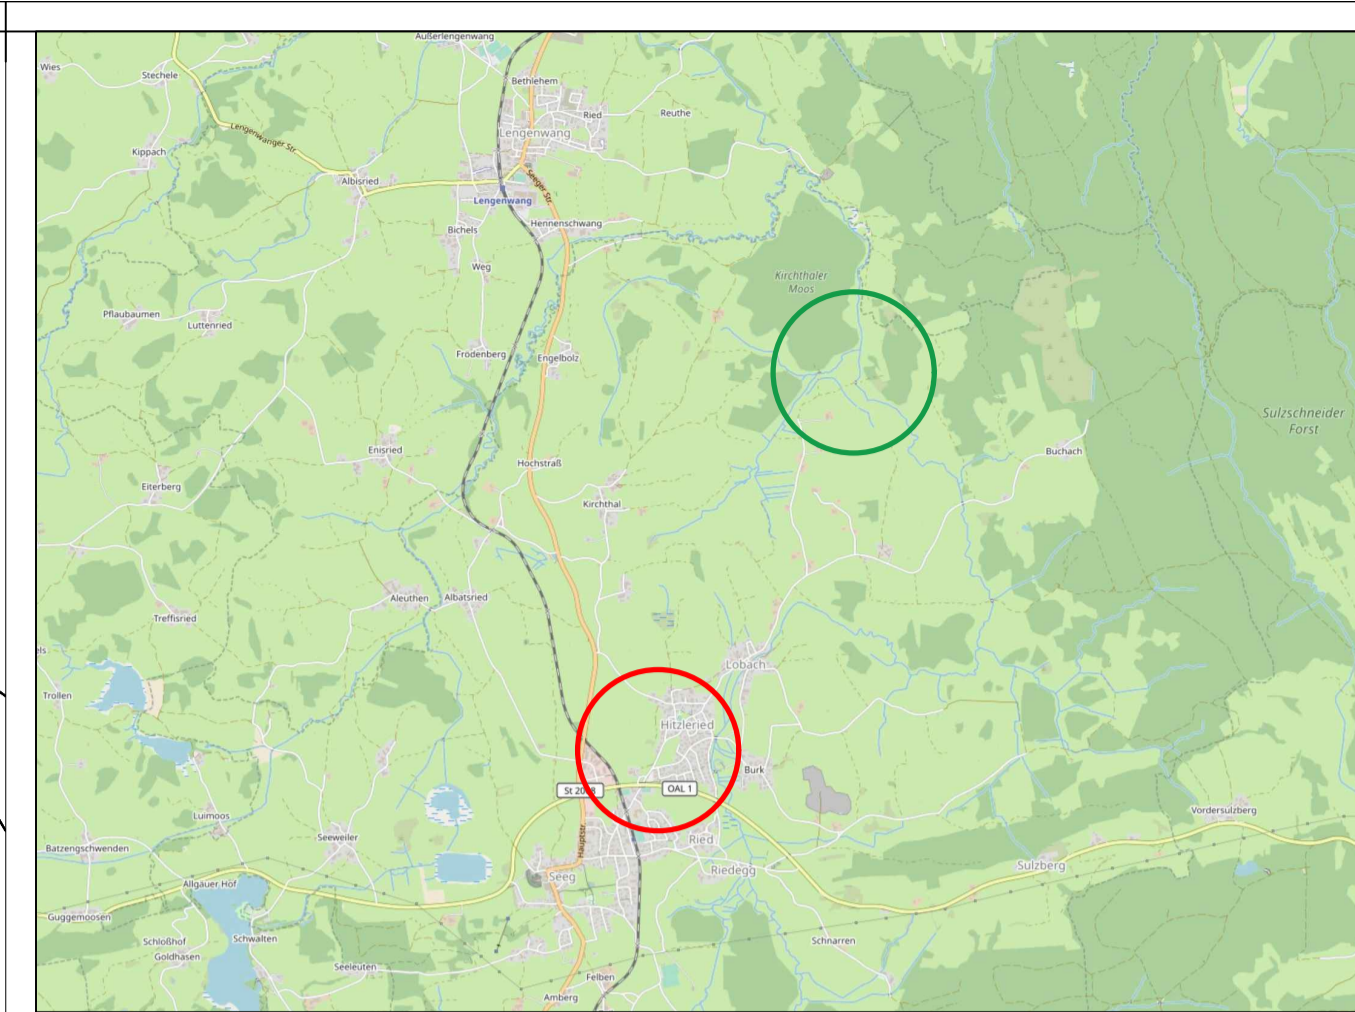 Außerlengenwang
Wies
Stechele
Bethlehem
Ried
Reuthe
Lengenwanger Str.
Lengenwang
Kippach
Albisried
Seeger Str.
Lengenwang
Hennenschwang
Bichels
Weg
Kirchthaler
Moos
Pflaubaumen
Luttenried
Frodenberg
Engelbolz
Sulzschneider
Forst
Enisried
Buchach
Hochstraß
Eiterberg
Kirchthal
Aleuthen
Albatsried
Treffisried
els
Lobach
Trollen
Hitzleried
Burk
OAL 1
Luimoos
Vordersulzberg
Seeweiler
Hauptstr.
Ried
Batzengschwenden
Sulzberg
Riedegg
Seeg
Allgäuer Hof
Guggemoosen
Schloßhof
Schwalten
Schnarren
Goldhasen
Seeleuten
Felben
Amberg